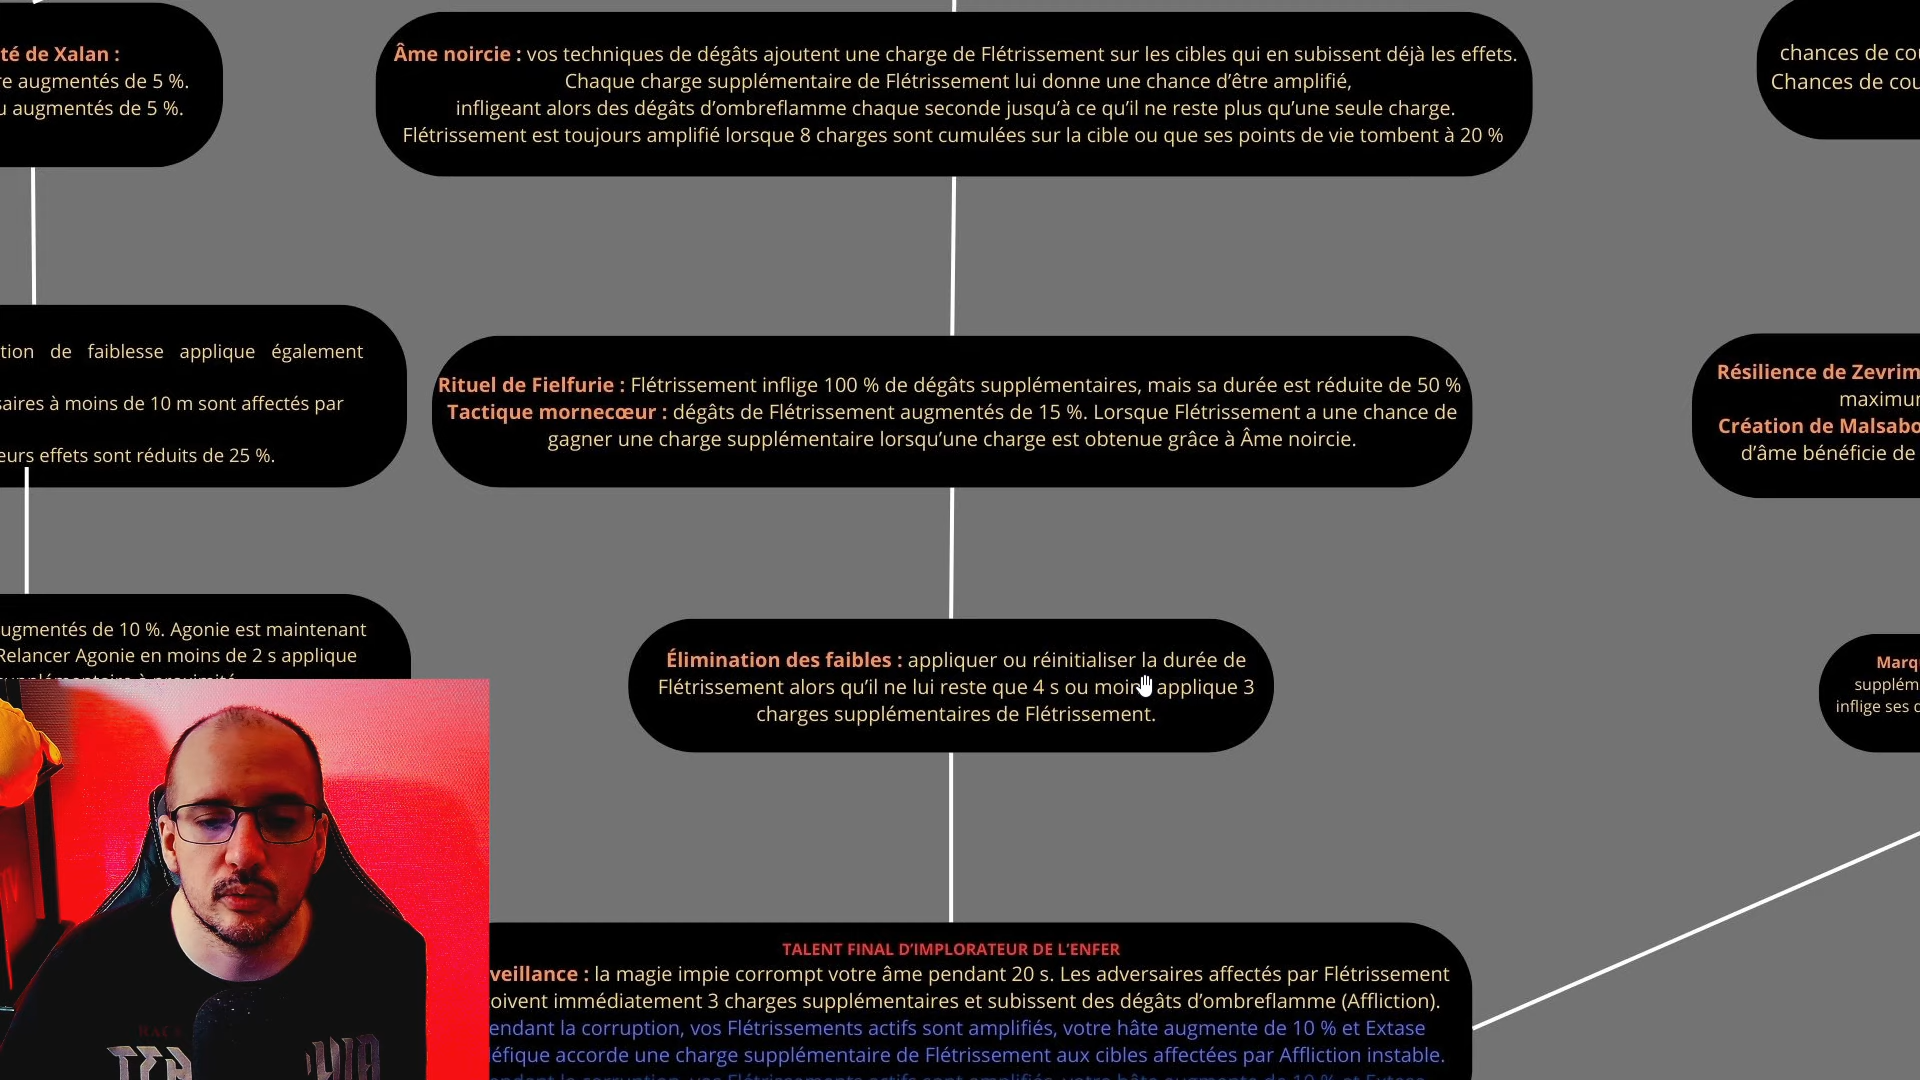 té de Xalan :
re augmentés de 5 %.
u augmentés de 5 %.
Âme noircie : vos techniques de dégâts ajoutent une charge de Flétrissement sur les cibles qui en subissent déjà les effets.
Chaque charge supplémentaire de Flétrissement lui donne une chance d’être amplifié,
infligeant alors des dégâts d’ombreflamme chaque seconde jusqu’à ce qu’il ne reste plus qu’une seule charge.
Flétrissement est toujours amplifié lorsque 8 charges sont cumulées sur la cible ou que ses points de vie tombent à 20 %
chances de cou
Chances de cou
tion de faiblesse applique également
saires à moins de 10 m sont affectés par
eurs effets sont réduits de 25 %.
Rituel de Fielfurie : Flétrissement inflige 100 % de dégâts supplémentaires, mais sa durée est réduite de 50 %
Tactique mornecœur : dégâts de Flétrissement augmentés de 15 %. Lorsque Flétrissement a une chance de
gagner une charge supplémentaire lorsqu’une charge est obtenue grâce à Âme noircie.
Résilience de Zevrim
maximu
Création de Malsabo
d’âme bénéficie de
ugmentés de 10 %. Agonie est maintenant
Relancer Agonie en moins de 2 s applique
Élimination des faibles : appliquer ou réinitialiser la durée de
Flétrissement alors qu’il ne lui reste que 4 s ou moins applique 3
charges supplémentaires de Flétrissement.
Marq
supplém
inflige ses d
TALENT FINAL D’IMPLORATEUR DE L’ENFER
veillance : la magie impie corrompt votre âme pendant 20 s. Les adversaires affectés par Flétrissement
oivent immédiatement 3 charges supplémentaires et subissent des dégâts d’ombreflamme (Affliction).
endant la corruption, vos Flétrissements actifs sont amplifiés, votre hâte augmente de 10 % et Extase
éfique accorde une charge supplémentaire de Flétrissement aux cibles affectées par Affliction instable.